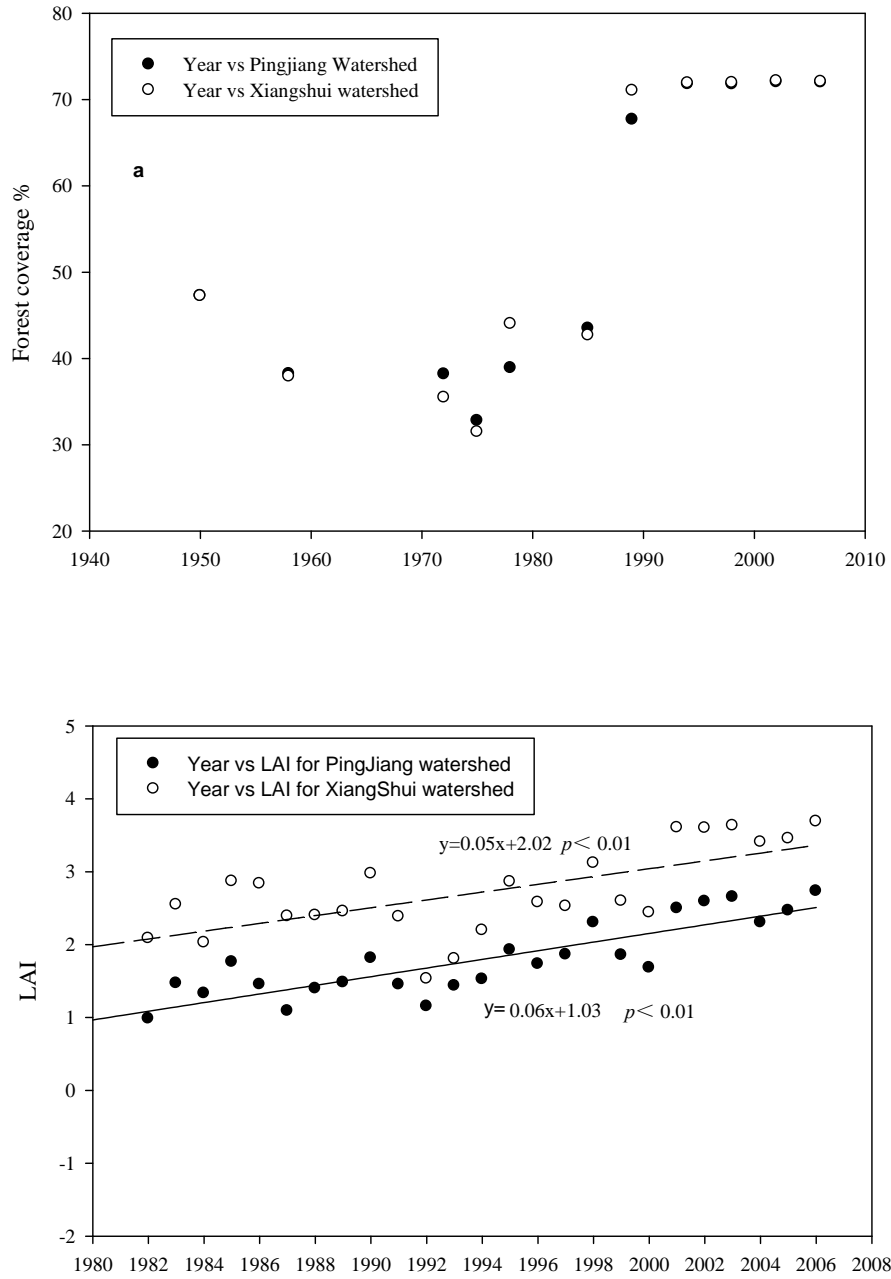 80
70
60
50
40
30
20
Forest coverage %
Year vs Pingjiang Watershed
Year vs Xiangshui watershed
a
1940 1950 1960 1970 1980 1990 2000 2010
5
4
3
2
1
0
-1
-2
LAI
Year vs LAI for PingJiang watershed
Year vs LAI for XiangShui watershed
y=0.05x+2.02 p< 0.01
y= 0.06x+1.03 p< 0.01
1980 1982 1984 1986 1988 1990 1992 1994 1996 1998 2000 2002 2004 2006 2008